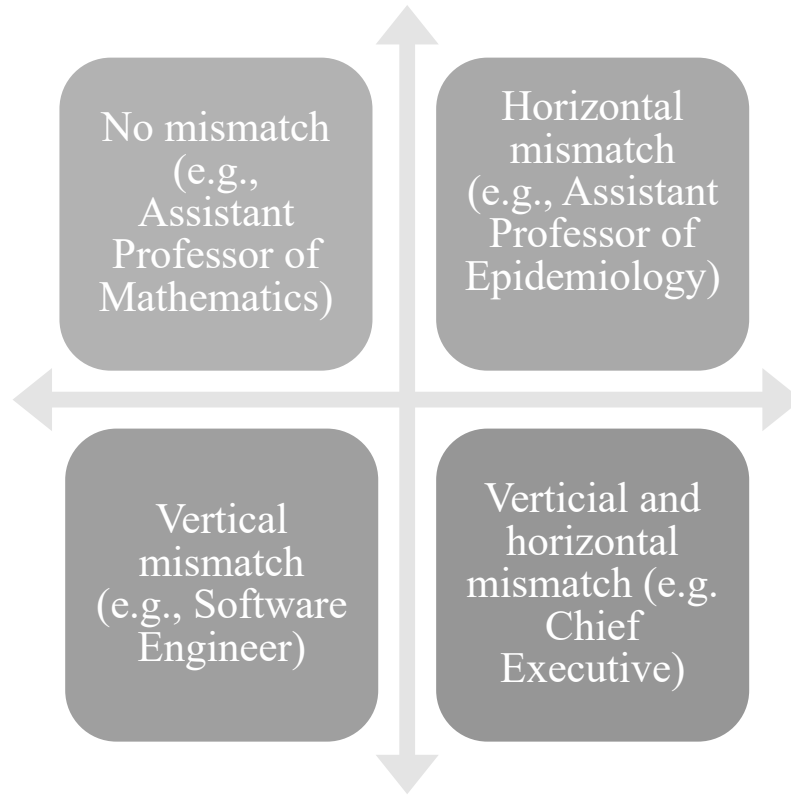 No mismatch
(e.g.,
Assistant
Professor of
Mathematics)
Horizontal
mismatch
(e.g., Assistant
Professor of
Epidemiology)
Vertical
mismatch
(e.g., Software
Engineer)
Verticial and
horizontal
mismatch (e.g.
Chief
Executive)